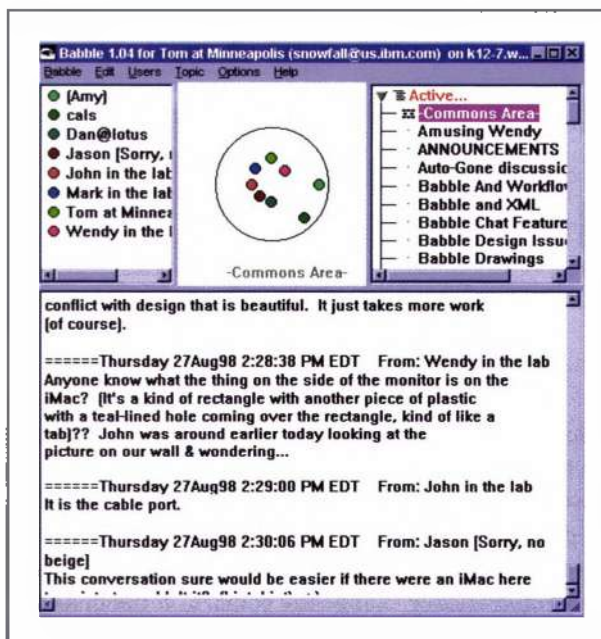 Babble 1.04 for Tom at Minneapolis (snowfall@us.ibm.com) on k12-7.w...
Babble Edit Users Topic Options Help
(Amy)
cals
Dan@lotus
Jason [Sorry,
John in the lab
Mark in the lab
Tom at Minnea
Wendy in the l
-Commons Area-
Active...
-Commons Area-
Amusing Wendy
ANNOUNCEMENTS
Auto-Gone discussic
Babble And Workflow
Babble and XML
Babble Chat Feature
Babble Design Issu
Babble Drawings
conflict with design that is beautiful. It just takes more work
(of course).
======Thursday 27Aug98 2:28:38 PM EDT From: Wendy in the lab
Anyone know what the thing on the side of the monitor is on the
iMac? (It's a kind of rectangle with another piece of plastic
with a teal-lined hole coming over the rectangle, kind of like a
tab)?? John was around earlier today looking at the
picture on our wall & wondering...
======Thursday 27Aug98 2:29:00 PM EDT From: John in the lab
It is the cable port.
======Thursday 27Aug98 2:30:06 PM EDT From: Jason [Sorry, no
beige]
This conversation sure would be easier if there were an iMac here